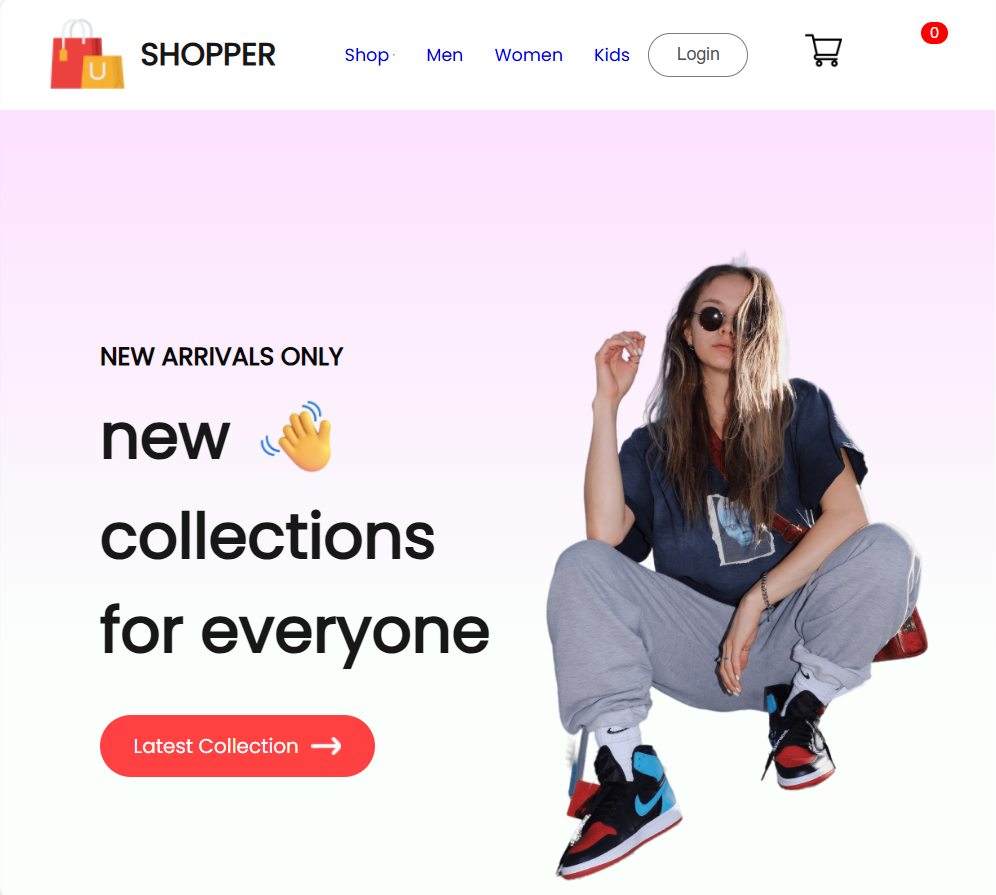 SHOPPER
Shop Men Women Kids Login 0
NEW ARRIVALS ONLY
new
collections
for everyone
Latest Collection